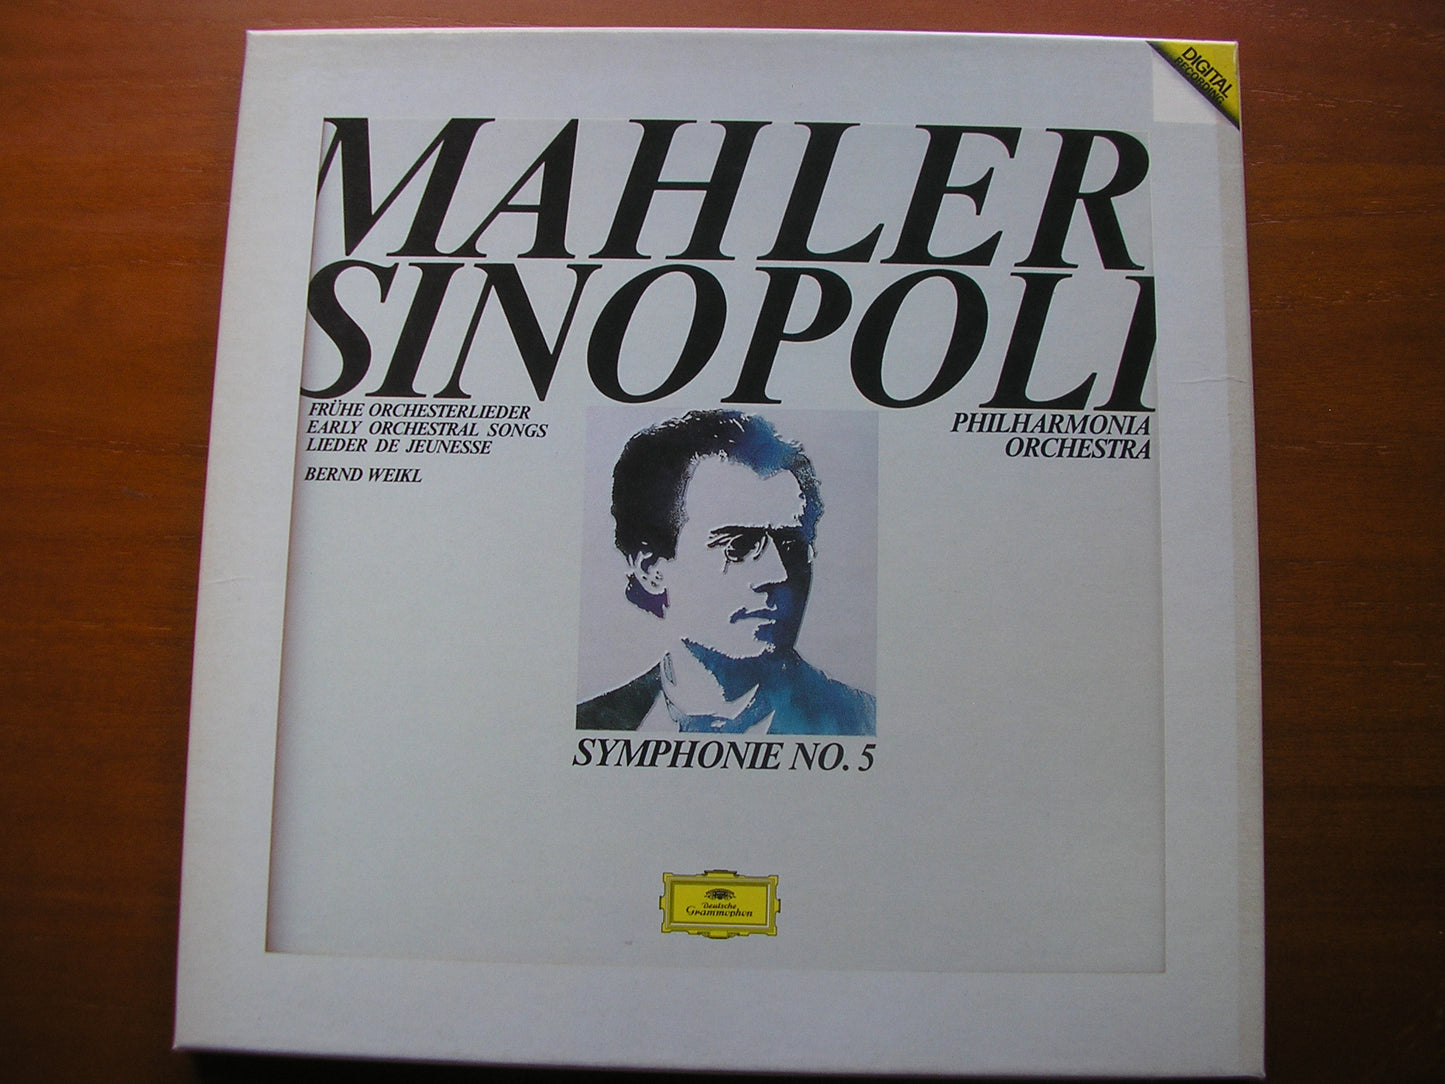 DIGITAL
RECORDING
MAHLER
SINOPOLI
FRÜHE ORCHESTERLIEDER
EARLY ORCHESTRAL SONGS
LIEDER DE JEUNESSE
BERND WEIKL
PHILHARMONIA
ORCHESTRA
SYMPHONIE NO. 5
Deutsche
Grammophon